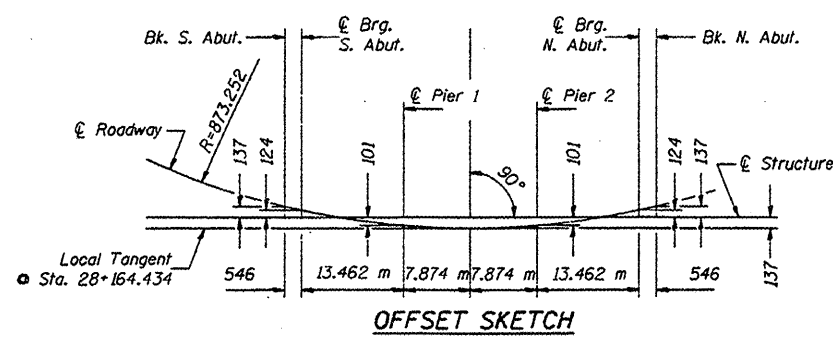 Bk. S. Abut.
℄ Brg.
S. Abut.
℄ Brg.
N. Abut.
Bk. N. Abut.
℄ Pier 1
℄ Pier 2
℄ Roadway
R=873.252
137
124
101
90°
101
124
137
℄ Structure
Local Tangent
@ Sta. 28+164.434
546
13.462 m
7.874 m
7.874 m
13.462 m
546
137
OFFSET SKETCH